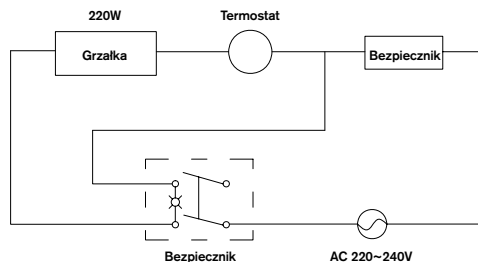 220W
Termostat
Grzałka
Bezpiecznik
Bezpiecznik
AC 220~240V